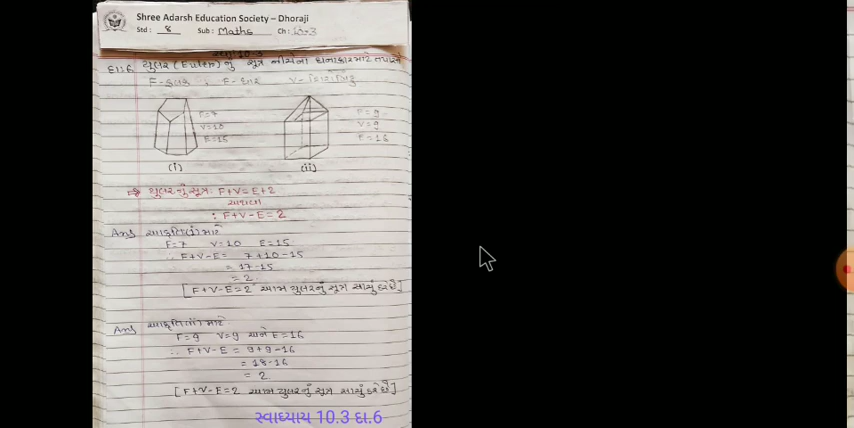 Shree Adarsh Education Society – Dhoraji
Std : 8 Sub : Maths Ch : 10.3
દા:6 યુલર (Euler) નું સૂત્ર નીચેના ઘનાકાર માટે તપાસો
F-ફલક ; E-ધાર V-શિરોબિંદુ
F=7
V=10
E=15
(i)
F=9
V=9
E=16
(ii)
યુલરનું સૂત્ર: F+V=E+2
અથવા
: F+V-E=2
Ans આકૃતિ(i) માટે
F=7 V=10 E=15
∴ F+V-E= 7+10-15
= 17-15
= 2
[F+V-E=2 આમ યુલરનું સૂત્ર સાચું ઠરે છે]
Ans આકૃતિ(ii) માટે
F=9 V=9 અને E=16
∴ F+V-E = 9+9-16
= 18-16
= 2
[F+V-E=2 આમ યુલરનું સૂત્ર સાચું ઠરે છે]
સ્વાધ્યાય 10.3 દા.6